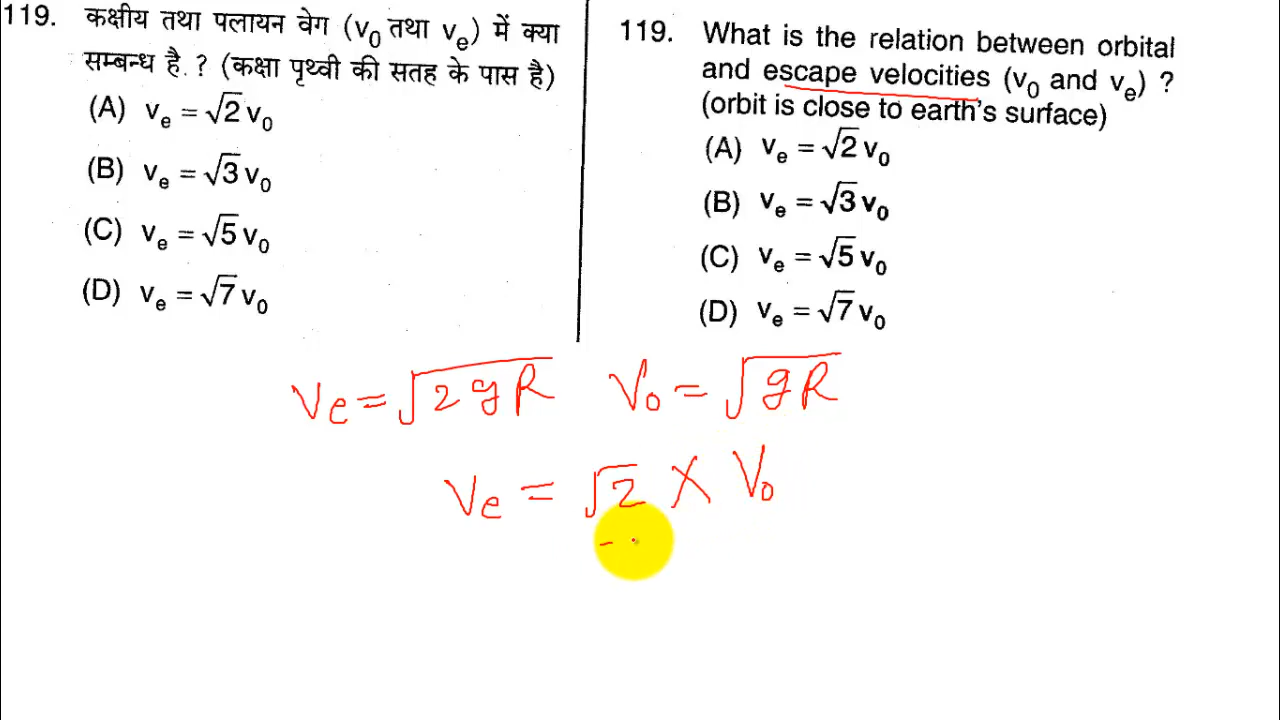 119. कक्षीय तथा पलायन वेग (v₀ तथा vₑ) में क्या
सम्बन्ध है. ? (कक्षा पृथ्वी की सतह के पास है)
(A) vₑ = √2 v₀
(B) vₑ = √3 v₀
(C) vₑ = √5 v₀
(D) vₑ = √7 v₀
119. What is the relation between orbital
and escape velocities (v₀ and vₑ) ?
(orbit is close to earth's surface)
(A) vₑ = √2 v₀
(B) vₑ = √3 v₀
(C) vₑ = √5 v₀
(D) vₑ = √7 v₀
Vₑ = √2gR V₀ = √gR
Vₑ = √2 × V₀